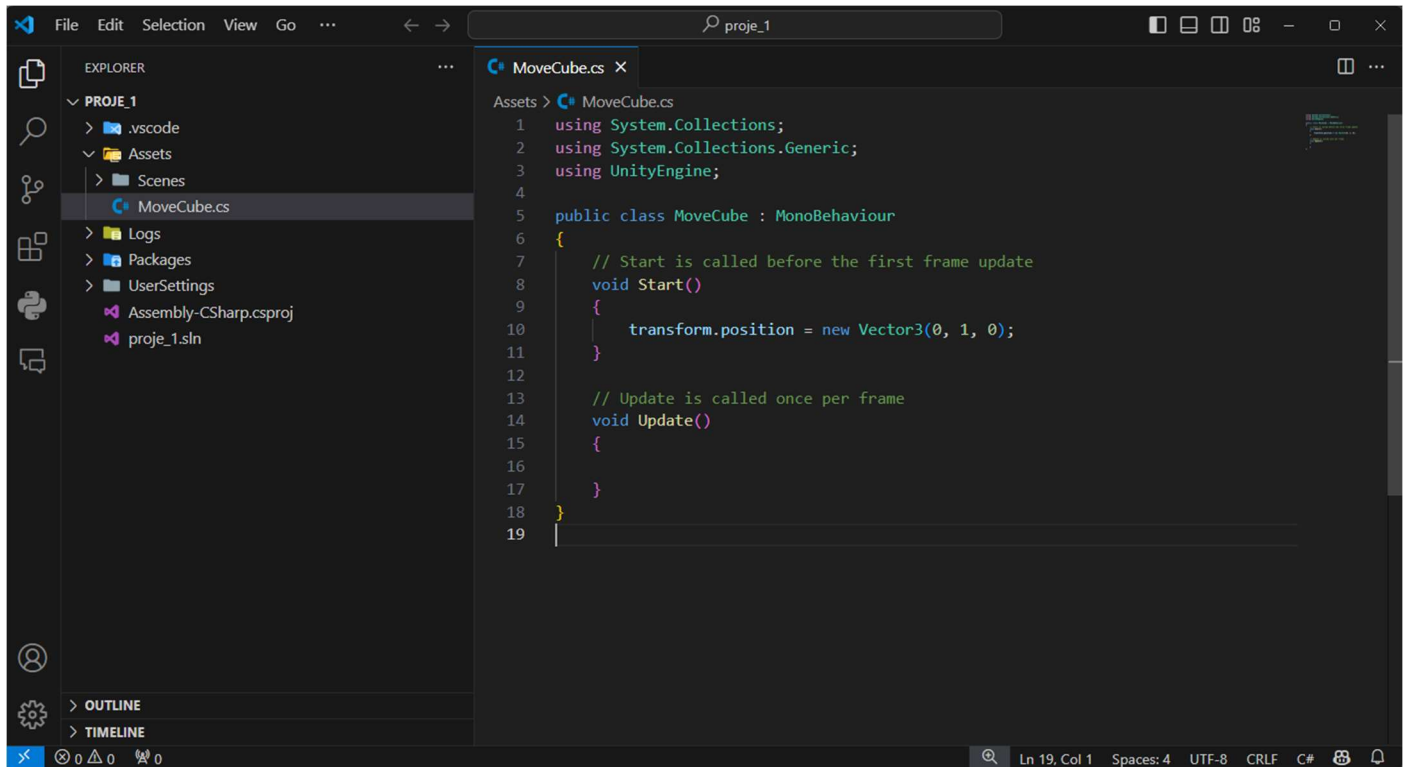 File Edit Selection View Go ··· ← → proje_1
EXPLORER ···
PROJE_1
.vscode
Assets
Scenes
MoveCube.cs
Logs
Packages
UserSettings
Assembly-CSharp.csproj
proje_1.sln
OUTLINE
TIMELINE
MoveCube.cs
Assets > MoveCube.cs
1 using System.Collections;
2 using System.Collections.Generic;
3 using UnityEngine;
4
5 public class MoveCube : MonoBehaviour
6 {
7     // Start is called before the first frame update
8     void Start()
9     {
10         transform.position = new Vector3(0, 1, 0);
11     }
12
13     // Update is called once per frame
14     void Update()
15     {
16
17     }
18 }
19
0 0 0 Ln 19, Col 1 Spaces: 4 UTF-8 CRLF C#